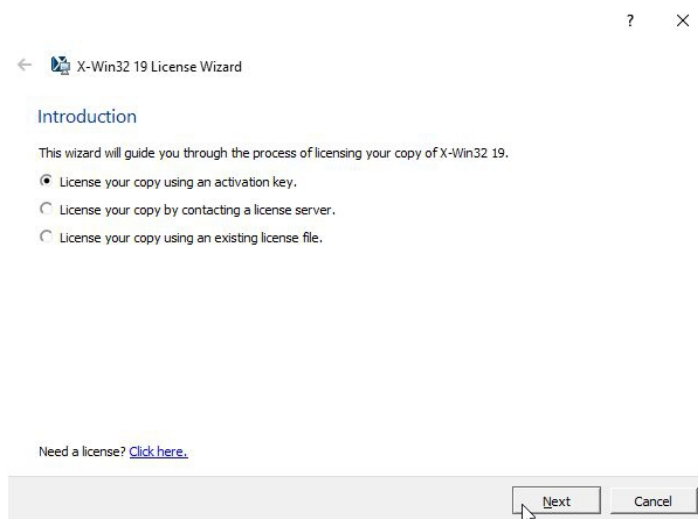 ?
X-Win32 19 License Wizard
Introduction
This wizard will guide you through the process of licensing your copy of X-Win32 19.
License your copy using an activation key.
License your copy by contacting a license server.
License your copy using an existing license file.
Need a license? Click here.
Next Cancel